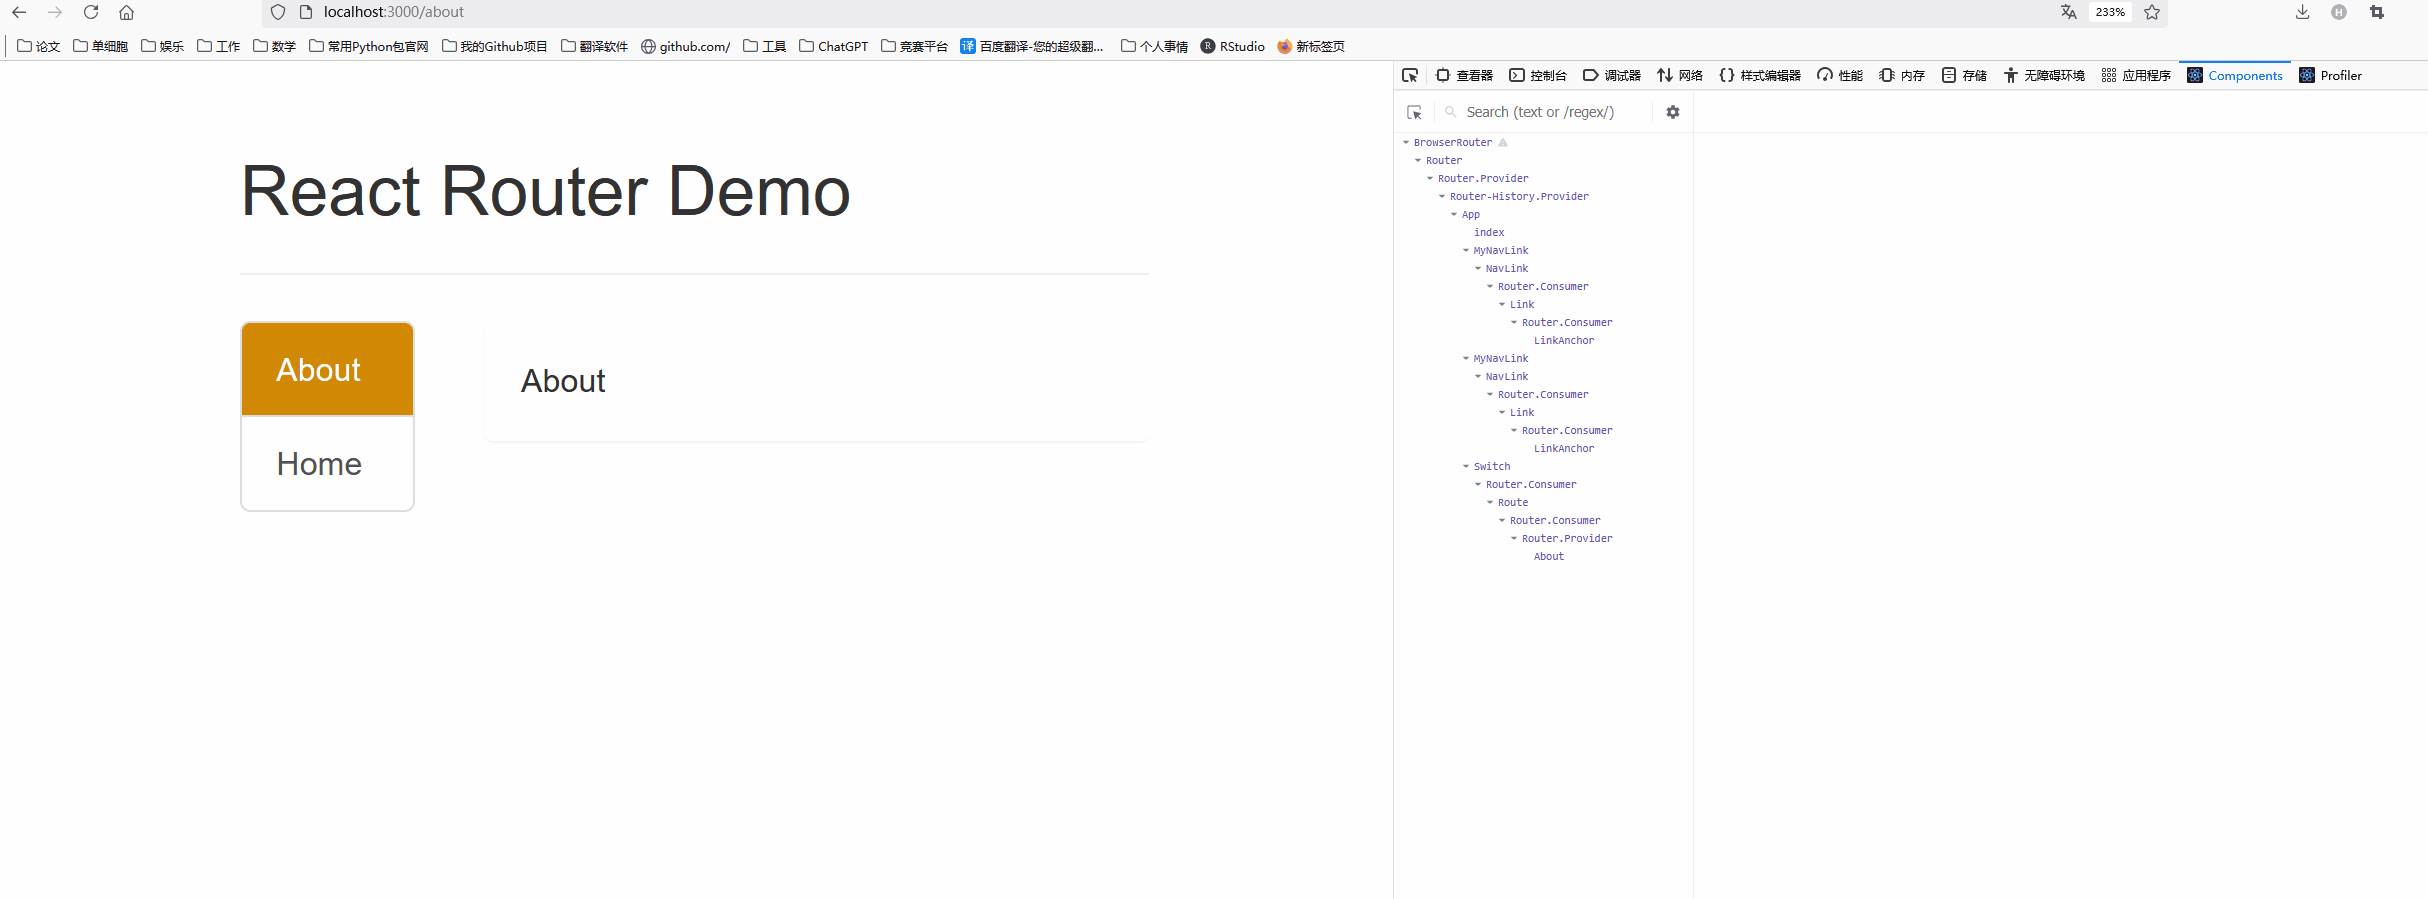 localhost:3000/about 233%
论文 单细胞 娱乐 工作 数学 常用Python包官网 我的Github项目 翻译软件 github.com/ 工具 ChatGPT 竞赛平台 译 百度翻译-您的超级翻... 个人事情 R RStudio 新标签页
查看器 控制台 调试器 网络 样式编辑器 性能 内存 存储 无障碍环境 应用程序 Components Profiler
Search (text or /regex/)
React Router Demo
About
Home
About
BrowserRouter
Router
Router.Provider
Router-History.Provider
App
index
MyNavLink
NavLink
Router.Consumer
Link
Router.Consumer
LinkAnchor
MyNavLink
NavLink
Router.Consumer
Link
Router.Consumer
LinkAnchor
Switch
Router.Consumer
Route
Router.Consumer
Router.Provider
About